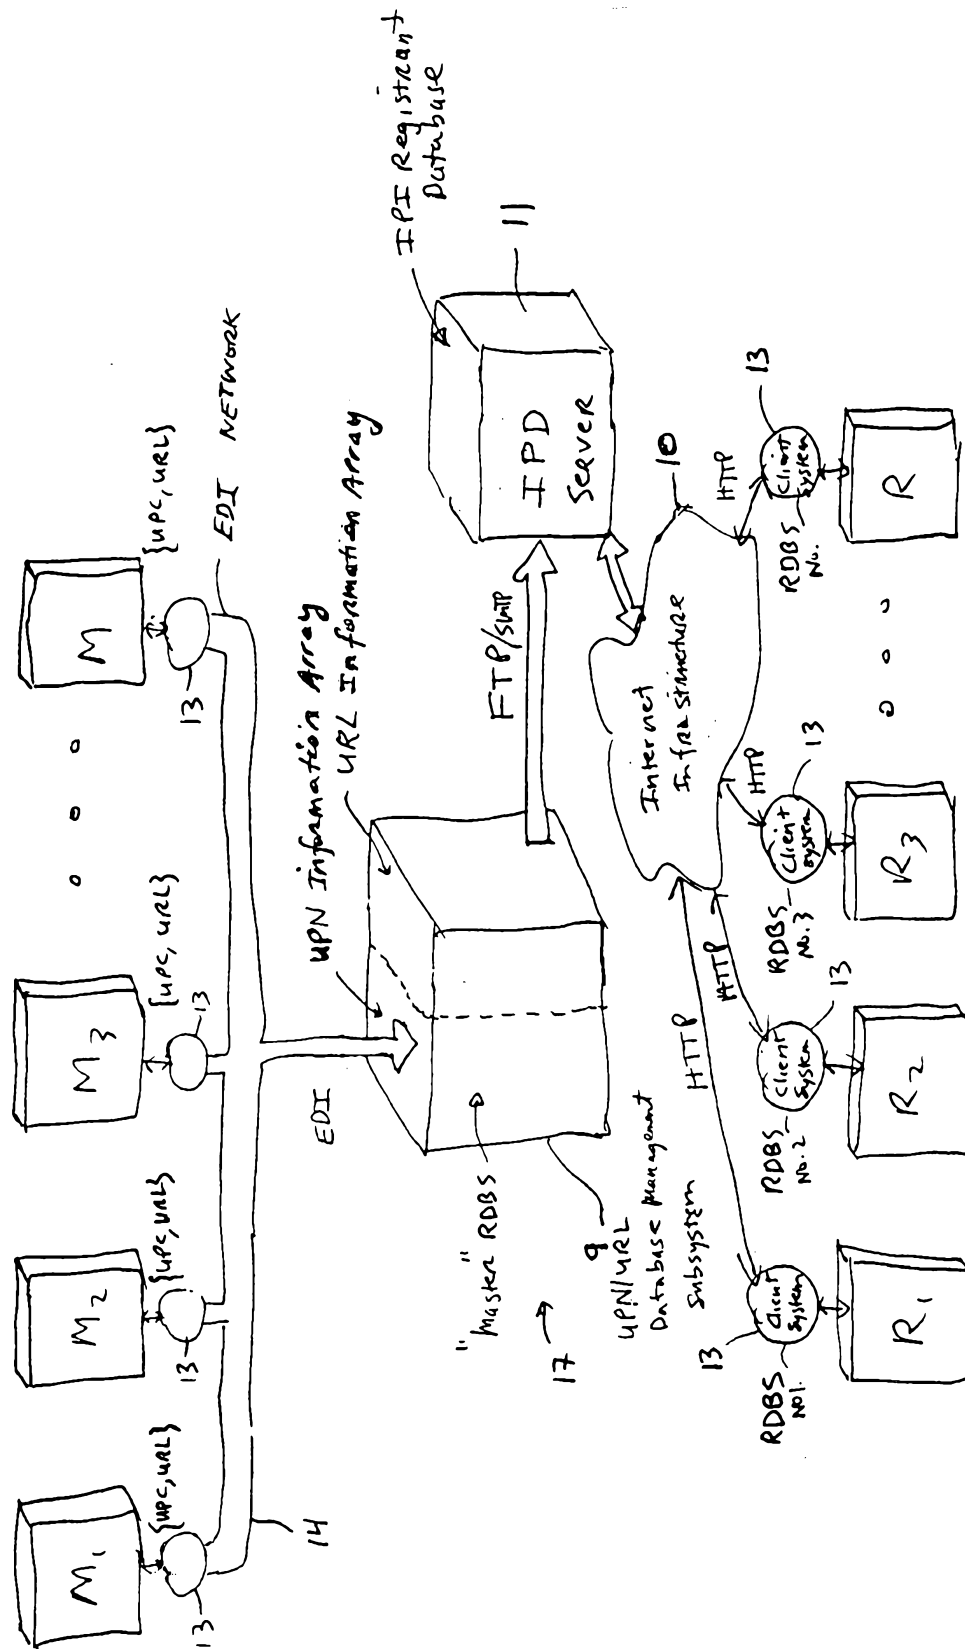 M1
M2
M3
M
{UPC, URL}
{UPC, URL}
{UPC, URL}
{UPC, URL}
13
13
13
13
14
EDI NETWORK
EDI
UPN Information Array
URL Information Array
IPI Registrant
Database
"Master" RDBS
17
9
UPN/URL
Database Management
Subsystem
FTP/SMTP
IPD
Server
11
Internet
Infrastructure
10
HTTP
HTTP
HTTP
HTTP
13
Client
System
RDBS
No1.
R1
13
Client
System
RDBS
No. 2
R2
13
Client
System
RDBS
No. 3
R3
13
Client
System
RDBS
No.
R